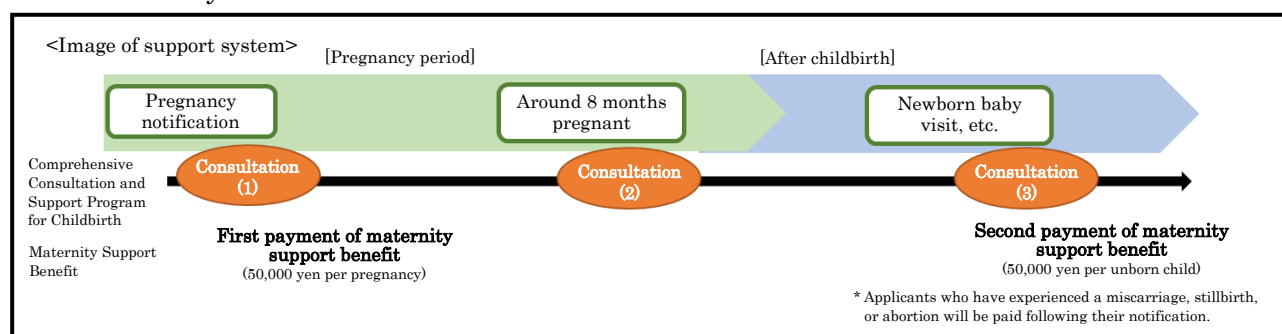 <Image of support system>
[Pregnancy period]
[After childbirth]
Pregnancy
notification
Around 8 months
pregnant
Newborn baby
visit, etc.
Comprehensive
Consultation and
Support Program
for Childbirth
Consultation
(1)
Consultation
(2)
Consultation
(3)
Maternity Support
Benefit
First payment of maternity
support benefit
(50,000 yen per pregnancy)
Second payment of maternity
support benefit
(50,000 yen per unborn child)
* Applicants who have experienced a miscarriage, stillbirth,
or abortion will be paid following their notification.